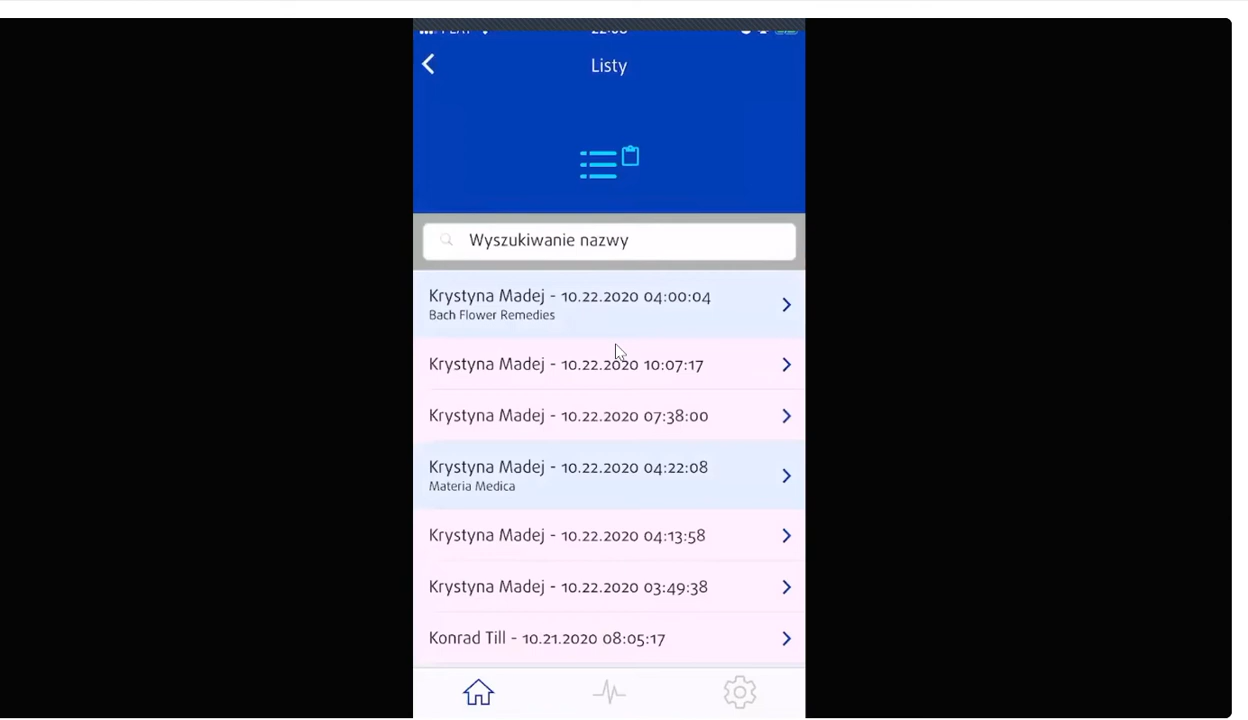 Listy
Wyszukiwanie nazwy
Krystyna Madej - 10.22.2020 04:00:04
Bach Flower Remedies
Krystyna Madej - 10.22.2020 10:07:17
Krystyna Madej - 10.22.2020 07:38:00
Krystyna Madej - 10.22.2020 04:22:08
Materia Medica
Krystyna Madej - 10.22.2020 04:13:58
Krystyna Madej - 10.22.2020 03:49:38
Konrad Till - 10.21.2020 08:05:17